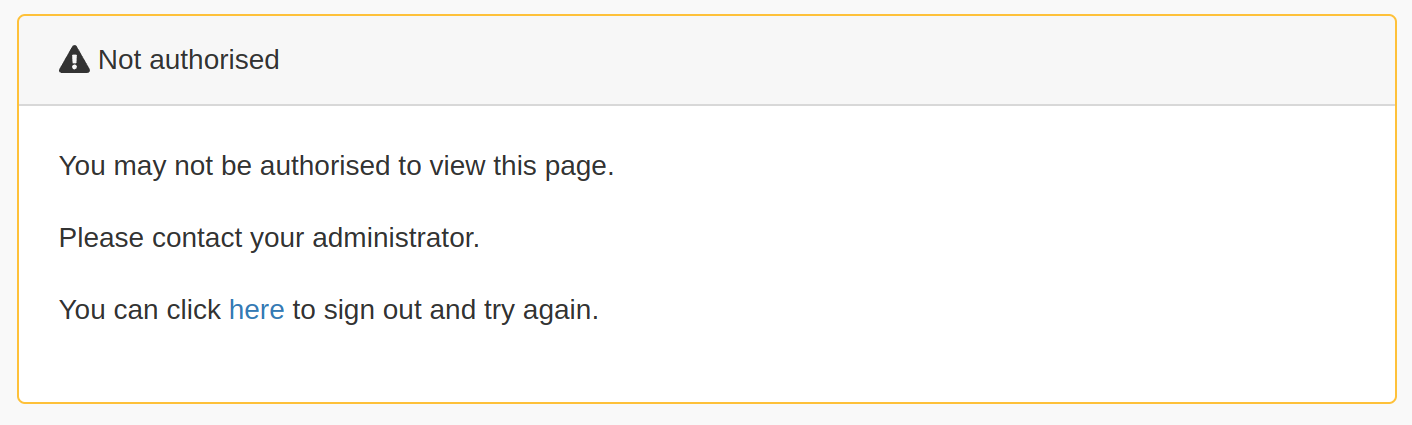 Not authorised
You may not be authorised to view this page.
Please contact your administrator.
You can click here to sign out and try again.